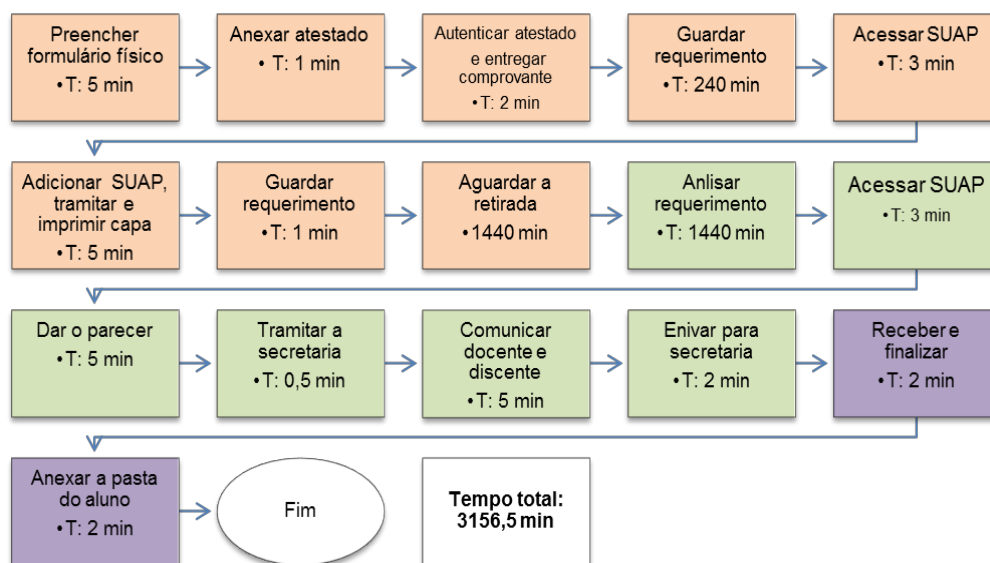 Preencher
formulário físico
•T: 5 min
Anexar atestado
• T: 1 min
Autenticar atestado
e entregar
comprovante
•T: 2 min
Guardar
requerimento
•T: 240 min
Acessar SUAP
•T: 3 min
Adicionar SUAP,
tramitar e
imprimir capa
•T: 5 min
Guardar
requerimento
•T: 1 min
Aguardar a
retirada
•1440 min
Anlisar
requerimento
•T: 1440 min
Acessar SUAP
•T: 3 min
Dar o parecer
•T: 5 min
Tramitar a
secretaria
•T: 0,5 min
Comunicar
docente e
discente
•T: 5 min
Enivar para
secretaria
•T: 2 min
Receber e
finalizar
•T: 2 min
Anexar a pasta
do aluno
•T: 2 min
Fim
Tempo total:
3156,5 min